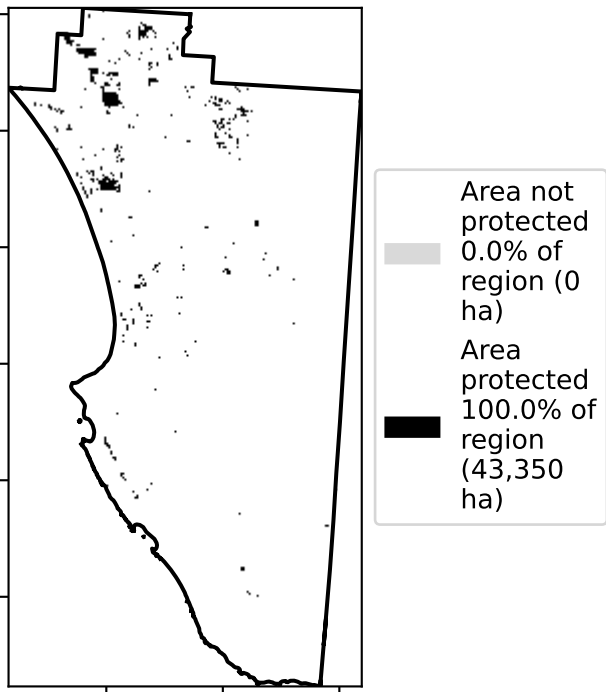 Area not
protected
0.0% of
region (0
ha)
Area
protected
100.0% of
region
(43,350
ha)